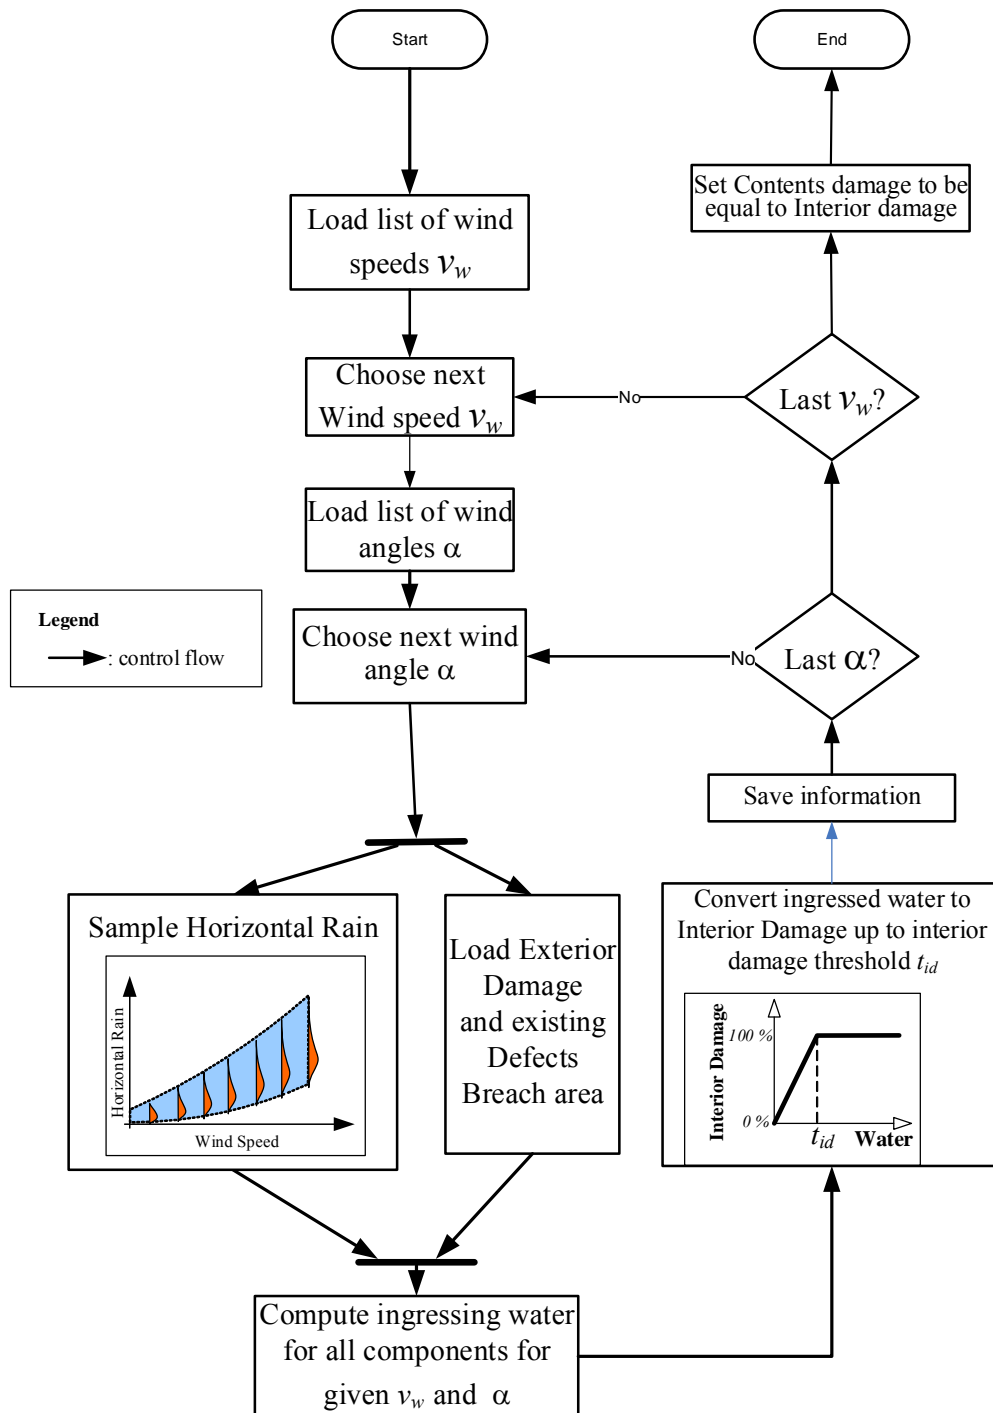 Start
End
Load list of wind
speeds v_w
Set Contents damage to be
equal to Interior damage
Choose next
Wind speed v_w
No
Last v_w?
Load list of wind
angles α
Legend
: control flow
Choose next wind
angle α
No
Last α?
Save information
Sample Horizontal Rain
Horizontal Rain
Wind Speed
Load Exterior
Damage
and existing
Defects
Breach area
Convert ingressed water to
Interior Damage up to interior
damage threshold t_id
Interior Damage
100 %
0 %
t_id
Water
Compute ingressing water
for all components for
given v_w and α